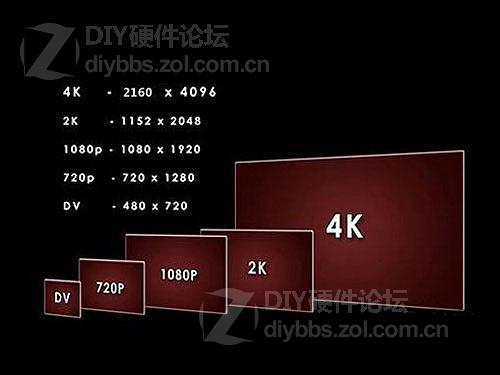 DIY硬件论坛
diybbs.zol.com.cn
4K - 2160 x 4096
2K - 1152 x 2048
1080p - 1080 x 1920
720p - 720 x 1280
DV - 480 x 720
4K
2K
1080P
720P
DV
DIY硬件论坛
diybbs.zol.com.cn